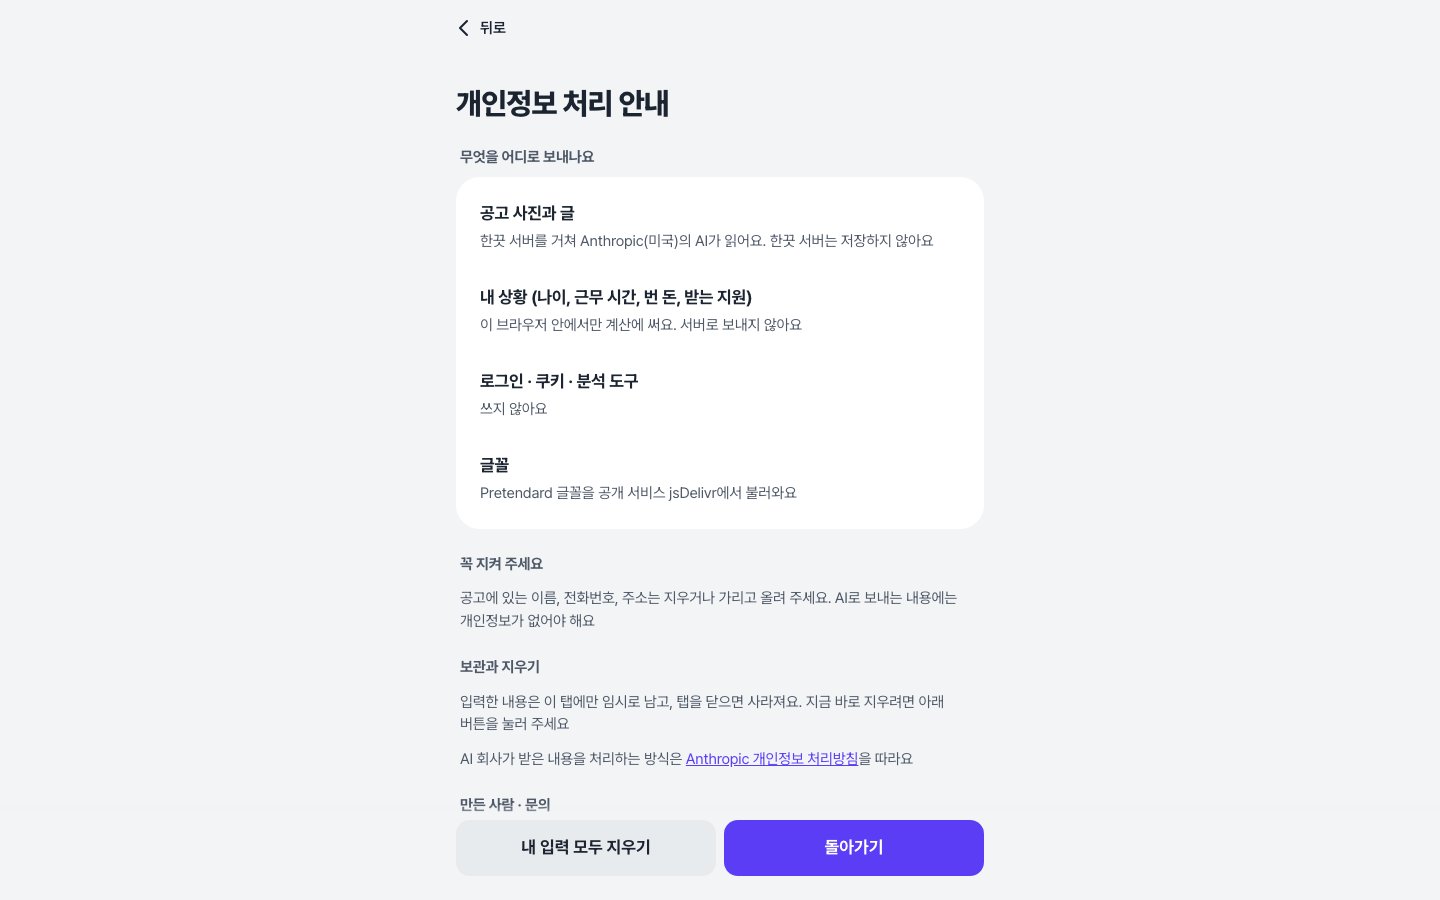 뒤로
개인정보 처리 안내
무엇을 어디로 보내나요
공고 사진과 글
한끗 서버를 거쳐 Anthropic(미국)의 AI가 읽어요. 한끗 서버는 저장하지 않아요
내 상황 (나이, 근무 시간, 번 돈, 받는 지원)
이 브라우저 안에서만 계산에 써요. 서버로 보내지 않아요
로그인 · 쿠키 · 분석 도구
쓰지 않아요
글꼴
Pretendard 글꼴을 공개 서비스 jsDelivr에서 불러와요
꼭 지켜 주세요
공고에 있는 이름, 전화번호, 주소는 지우거나 가리고 올려 주세요. AI로 보내는 내용에는
개인정보가 없어야 해요
보관과 지우기
입력한 내용은 이 탭에만 임시로 남고, 탭을 닫으면 사라져요. 지금 바로 지우려면 아래
버튼을 눌러 주세요
AI 회사가 받은 내용을 처리하는 방식은 Anthropic 개인정보 처리방침을 따라요
만든 사람 · 문의
내 입력 모두 지우기
돌아가기